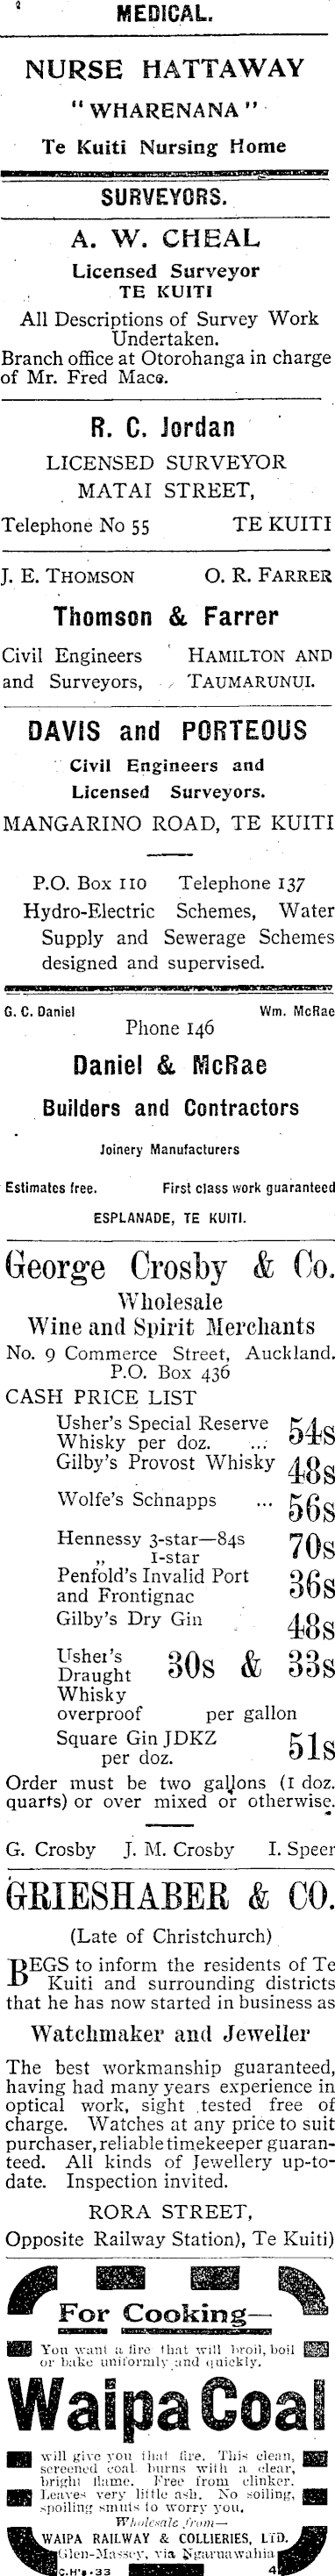 MEDICAL.
NURSE HATTAWAY
"WHARENANA"
Te Kuiti Nursing Home
SURVEYORS.
A. W. CHEAL
Licensed Surveyor
TE KUITI
All Descriptions of Survey Work
Undertaken.
Branch office at Otorohanga in charge
of Mr. Fred Mace.
R. C. Jordan
LICENSED SURVEYOR
MATAI STREET,
Telephone No 55 TE KUITI
J. E. THOMSON O. R. FARRER
Thomson & Farrer
Civil Engineers HAMILTON AND
and Surveyors, TAUMARUNUI.
DAVIS and PORTEOUS
Civil Engineers and
Licensed Surveyors.
MANGARINO ROAD, TE KUITI
P.O. Box 110 Telephone 137
Hydro-Electric Schemes, Water
Supply and Sewerage Schemes
designed and supervised.
G. C. Daniel Wm. McRae
Phone 146
Daniel & McRae
Builders and Contractors
Joinery Manufacturers
Estimates free. First class work guaranteed
ESPLANADE, TE KUITI.
George Crosby & Co.
Wholesale
Wine and Spirit Merchants
No. 9 Commerce Street, Auckland.
P.O. Box 436
CASH PRICE LIST
Usher's Special Reserve
Whisky per doz. ... 54s
Gilby's Provost Whisky 48s
Wolfe's Schnapps ... 56s
Hennessy 3-star—84s
„ 1-star 70s
Penfold's Invalid Port
and Frontignac 36s
Gilby's Dry Gin 48s
Usher's
Draught 30s & 33s
Whisky
overproof per gallon
Square Gin JDKZ
per doz. 51s
Order must be two gallons (1 doz.
quarts) or over mixed or otherwise.
G. Crosby J. M. Crosby I. Speer
GRIESHABER & CO.
(Late of Christchurch)
BEGS to inform the residents of Te
Kuiti and surrounding districts
that he has now started in business as
Watchmaker and Jeweller
The best workmanship guaranteed,
having had many years experience in
optical work, sight tested free of
charge. Watches at any price to suit
purchaser, reliable timekeeper guaran-
teed. All kinds of Jewellery up-to-
date. Inspection invited.
RORA STREET,
Opposite Railway Station), Te Kuiti)
For Cooking—
You want a fire that will broil, boil
or bake uniformly and quickly.
Waipa Coal
will give you that fire. This clean,
screened coal burns with a clear,
bright flame. Free from clinker.
Leaves very little ash. No soiling,
spoiling smuts to worry you.
Wholesale from—
WAIPA RAILWAY & COLLIERIES, LTD.
Glen-Massey, via Ngaruawahia
C.H's.33 4